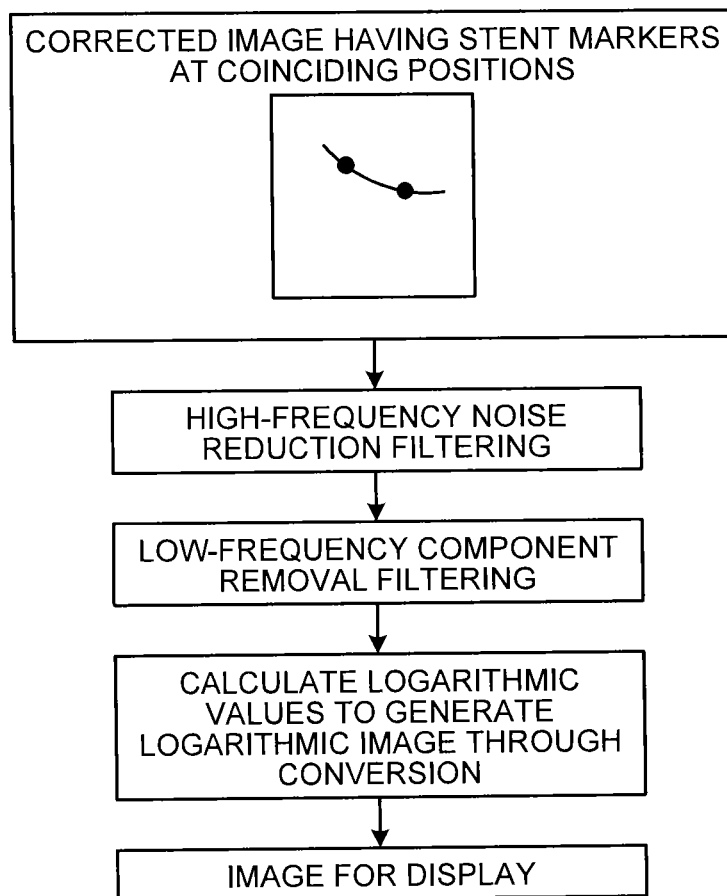 CORRECTED IMAGE HAVING STENT MARKERS
AT COINCIDING POSITIONS
HIGH-FREQUENCY NOISE
REDUCTION FILTERING
LOW-FREQUENCY COMPONENT
REMOVAL FILTERING
CALCULATE LOGARITHMIC
VALUES TO GENERATE
LOGARITHMIC IMAGE THROUGH
CONVERSION
IMAGE FOR DISPLAY